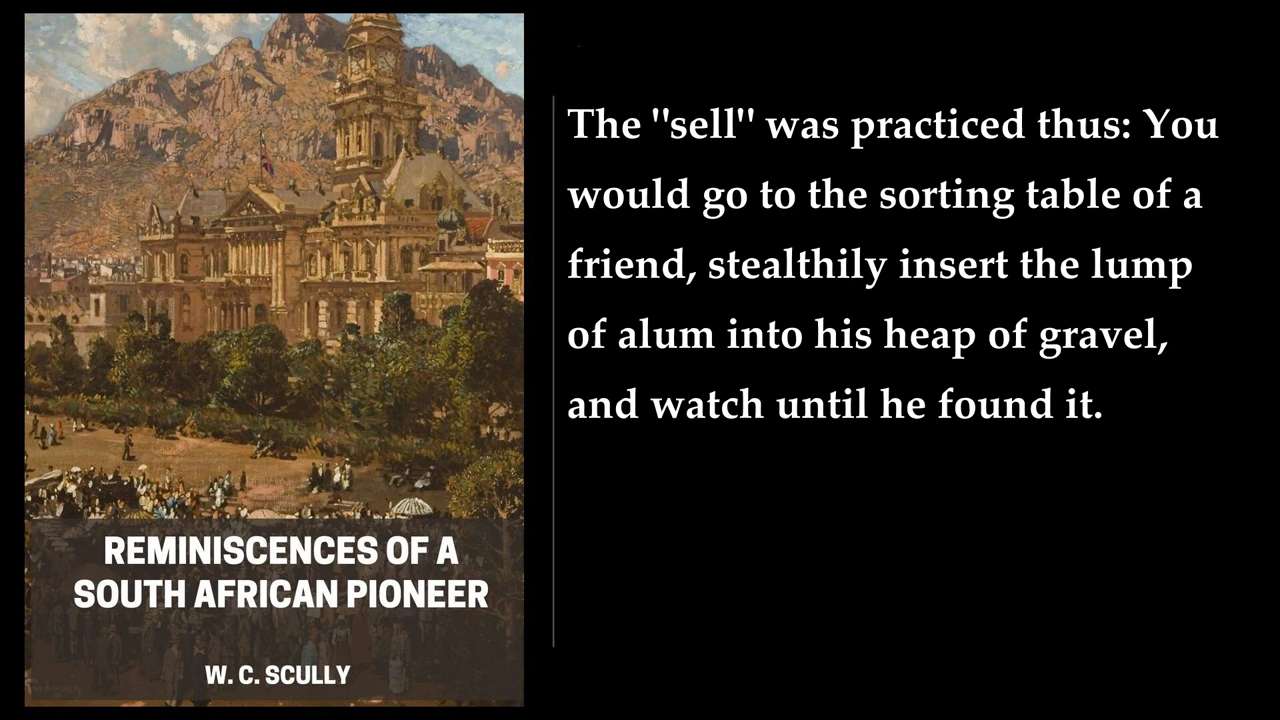 The "sell" was practiced thus: You
would go to the sorting table of a
friend, stealthily insert the lump
of alum into his heap of gravel,
and watch until he found it.
REMINISCENCES OF A
SOUTH AFRICAN PIONEER
W. C. SCULLY